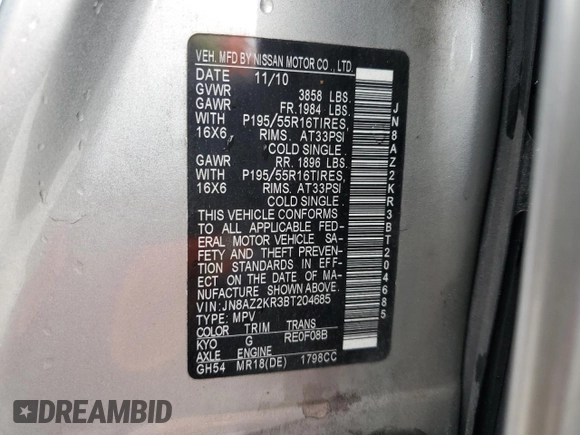 VEH. MFD BY NISSAN MOTOR CO., LTD.
DATE 11/10
GVWR 3858 LBS.
GAWR FR. 1984 LBS.
WITH P195/55R16TIRES,
16X6 RIMS. AT33PSI
COLD SINGLE.
GAWR RR. 1896 LBS.
WITH P195/55R16TIRES,
16X6 RIMS. AT33PSI
COLD SINGLE.
THIS VEHICLE CONFORMS
TO ALL APPLICABLE FED-
ERAL MOTOR VEHICLE SA-
FETY AND THEFT PREVEN-
TION STANDARDS IN EFF-
ECT ON THE DATE OF MA-
NUFACTURE SHOWN ABOVE.
VIN: JN8AZ2KR3BT204685
TYPE: MPV
COLOR TRIM TRANS
KYO G RE0F08B
AXLE ENGINE
GH54 MR18(DE) 1798CC
JN8AZ2KR3BT204685
DREAMBID